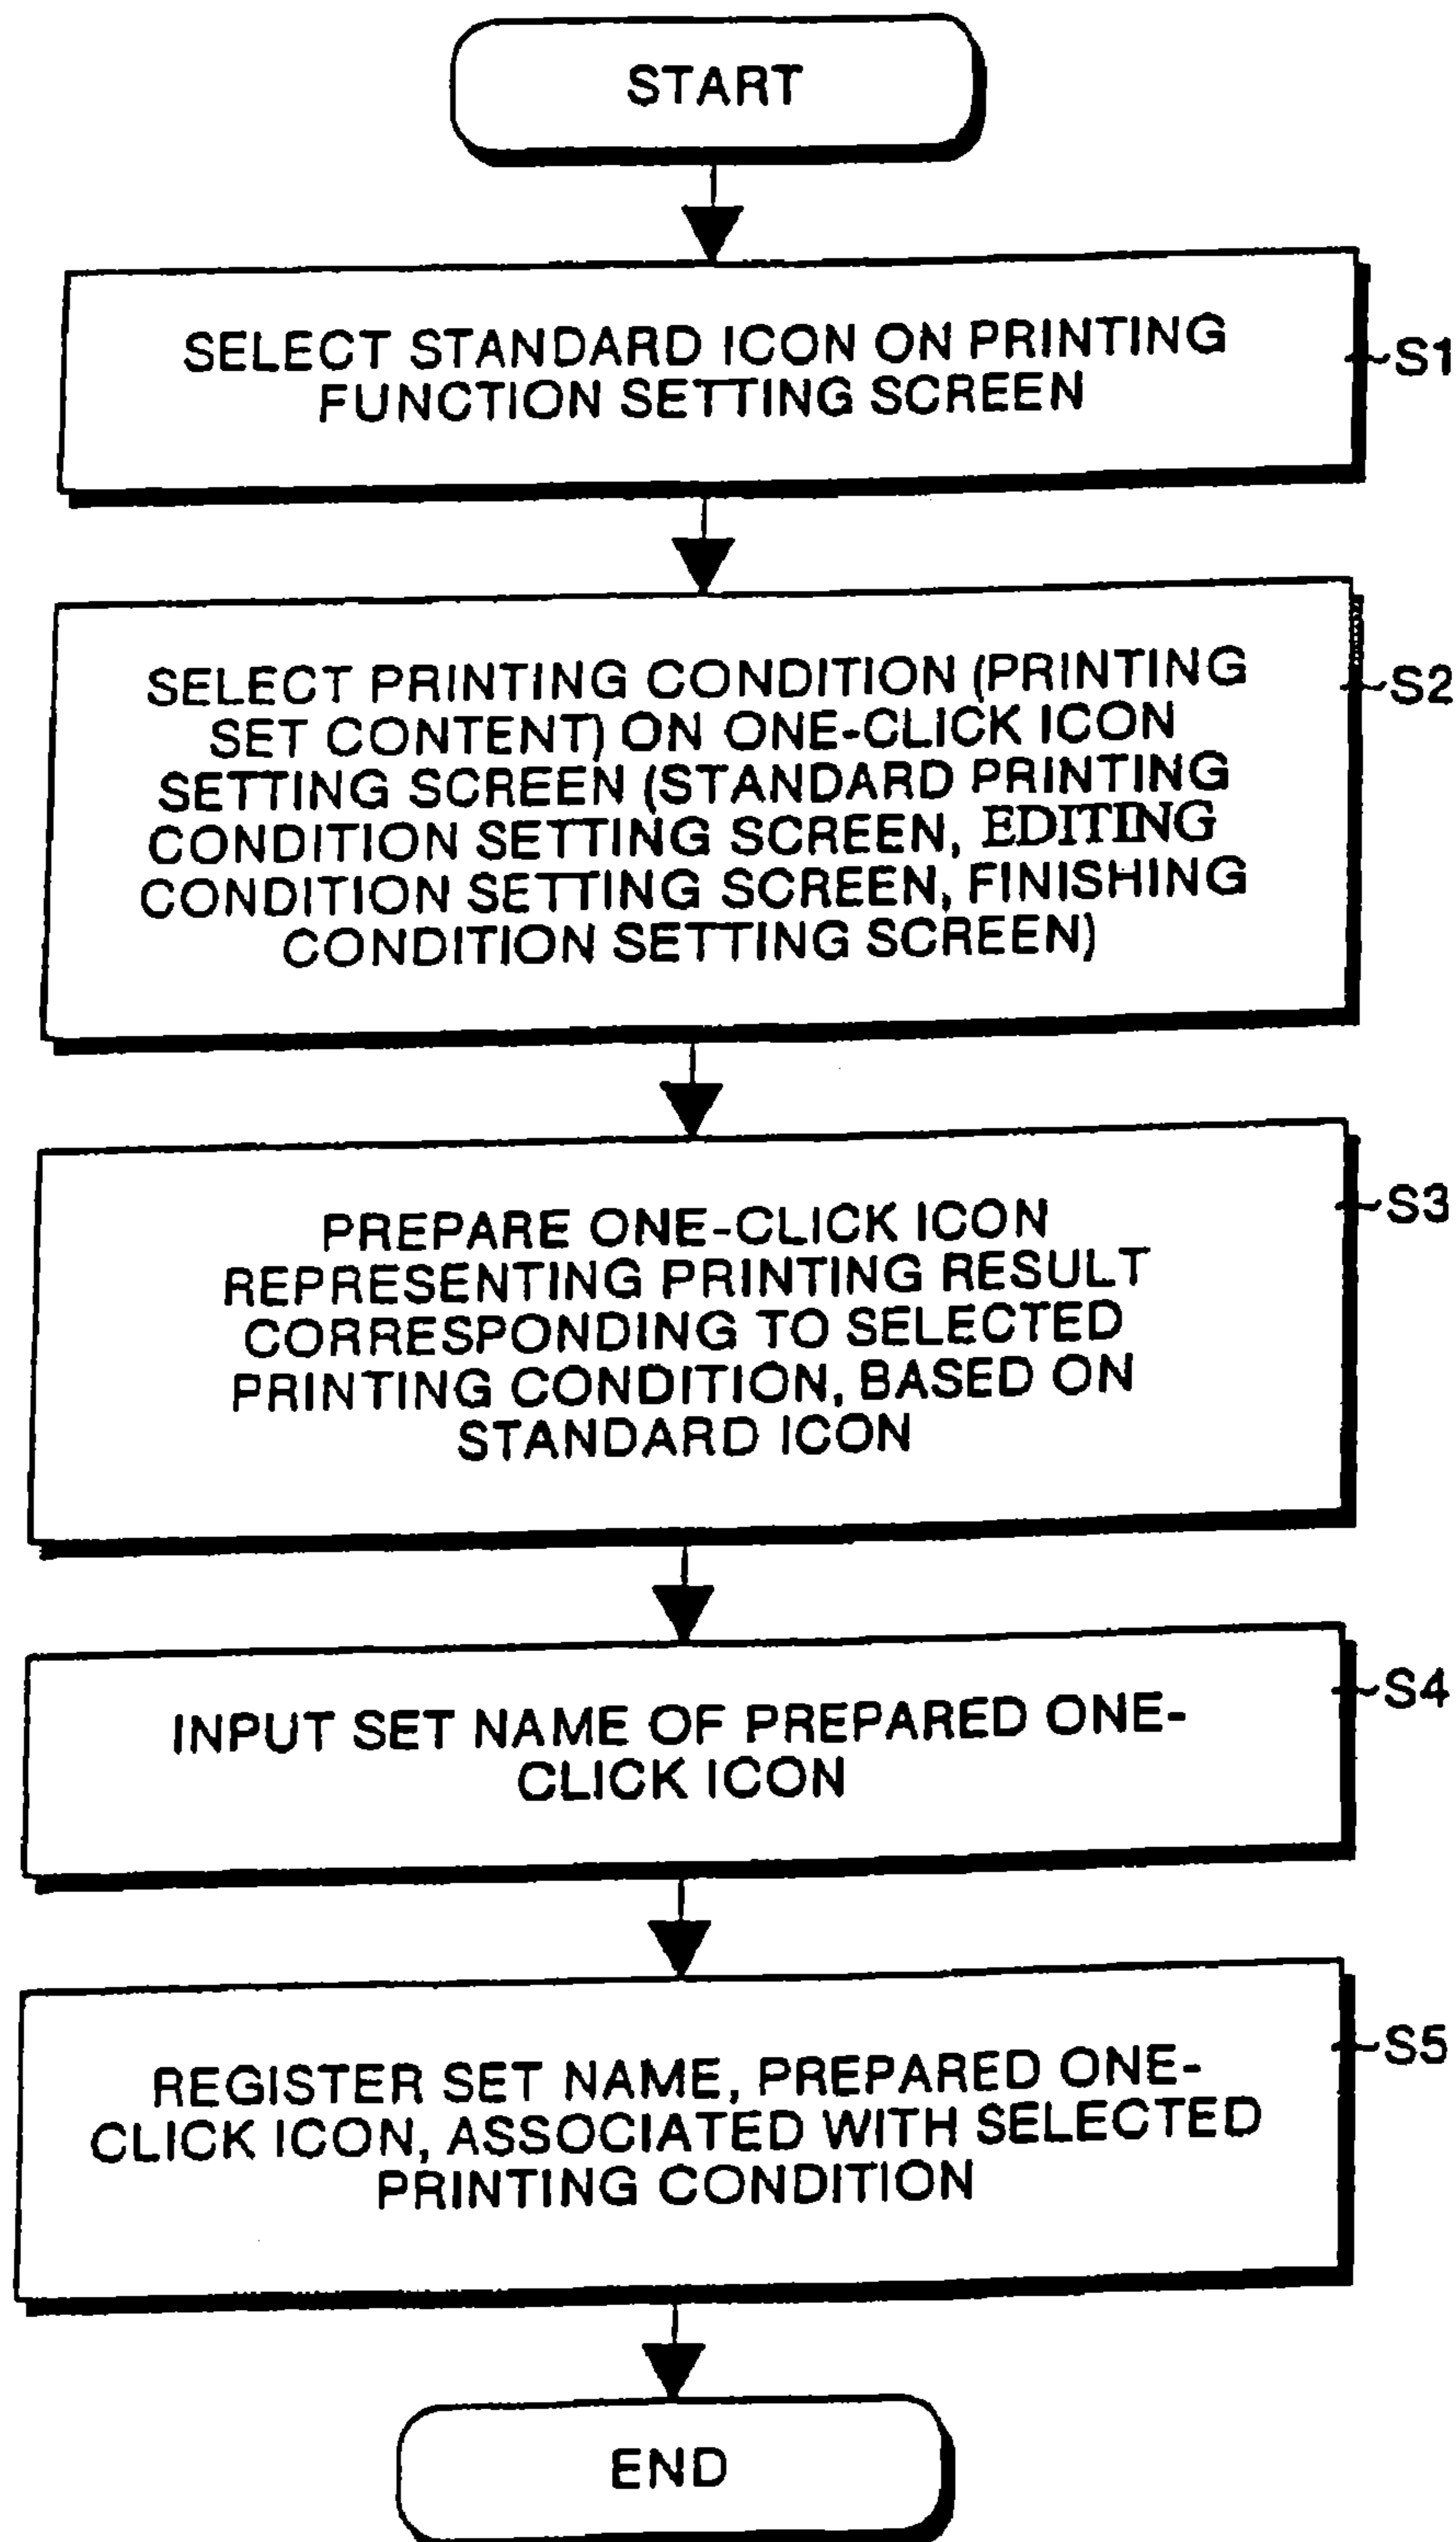 START
SELECT STANDARD ICON ON PRINTING
FUNCTION SETTING SCREEN
S1
SELECT PRINTING CONDITION (PRINTING
SET CONTENT) ON ONE-CLICK ICON
SETTING SCREEN (STANDARD PRINTING
CONDITION SETTING SCREEN, EDITING
CONDITION SETTING SCREEN, FINISHING
CONDITION SETTING SCREEN)
S2
PREPARE ONE-CLICK ICON
REPRESENTING PRINTING RESULT
CORRESPONDING TO SELECTED
PRINTING CONDITION, BASED ON
STANDARD ICON
S3
INPUT SET NAME OF PREPARED ONE-
CLICK ICON
S4
REGISTER SET NAME, PREPARED ONE-
CLICK ICON, ASSOCIATED WITH SELECTED
PRINTING CONDITION
S5
END